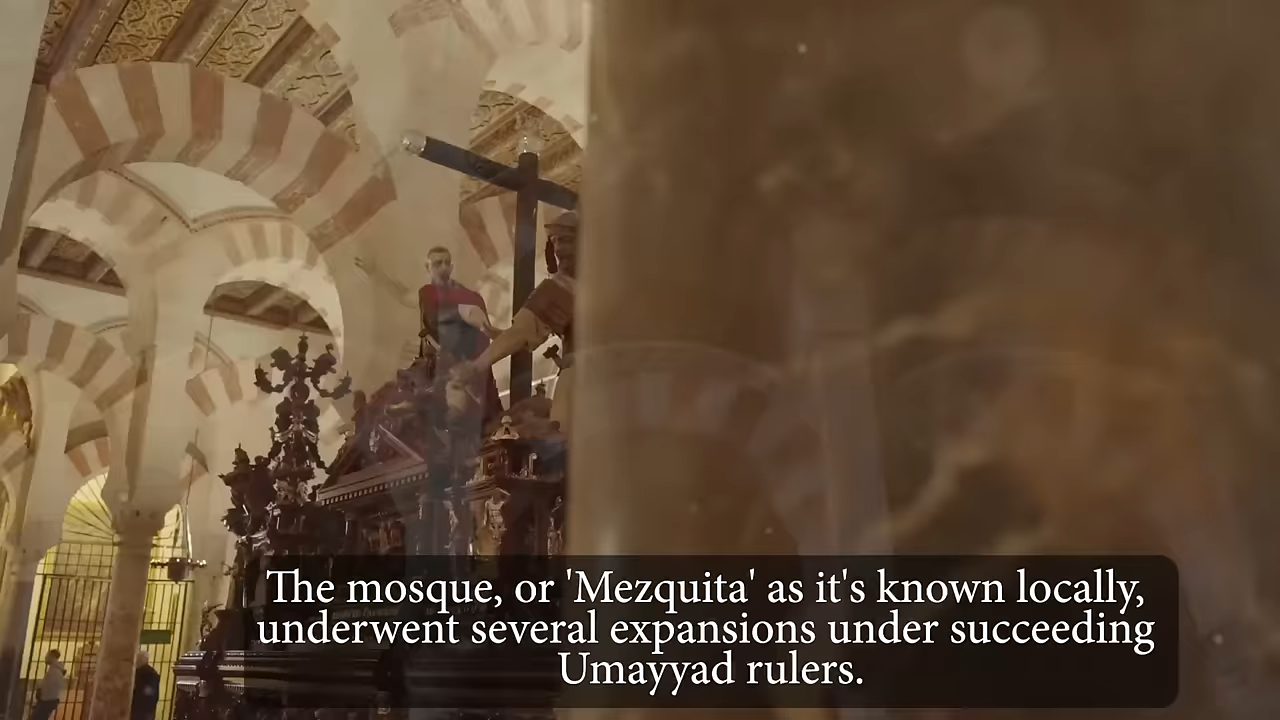 The mosque, or 'Mezquita' as it's known locally,
underwent several expansions under succeeding
Umayyad rulers.